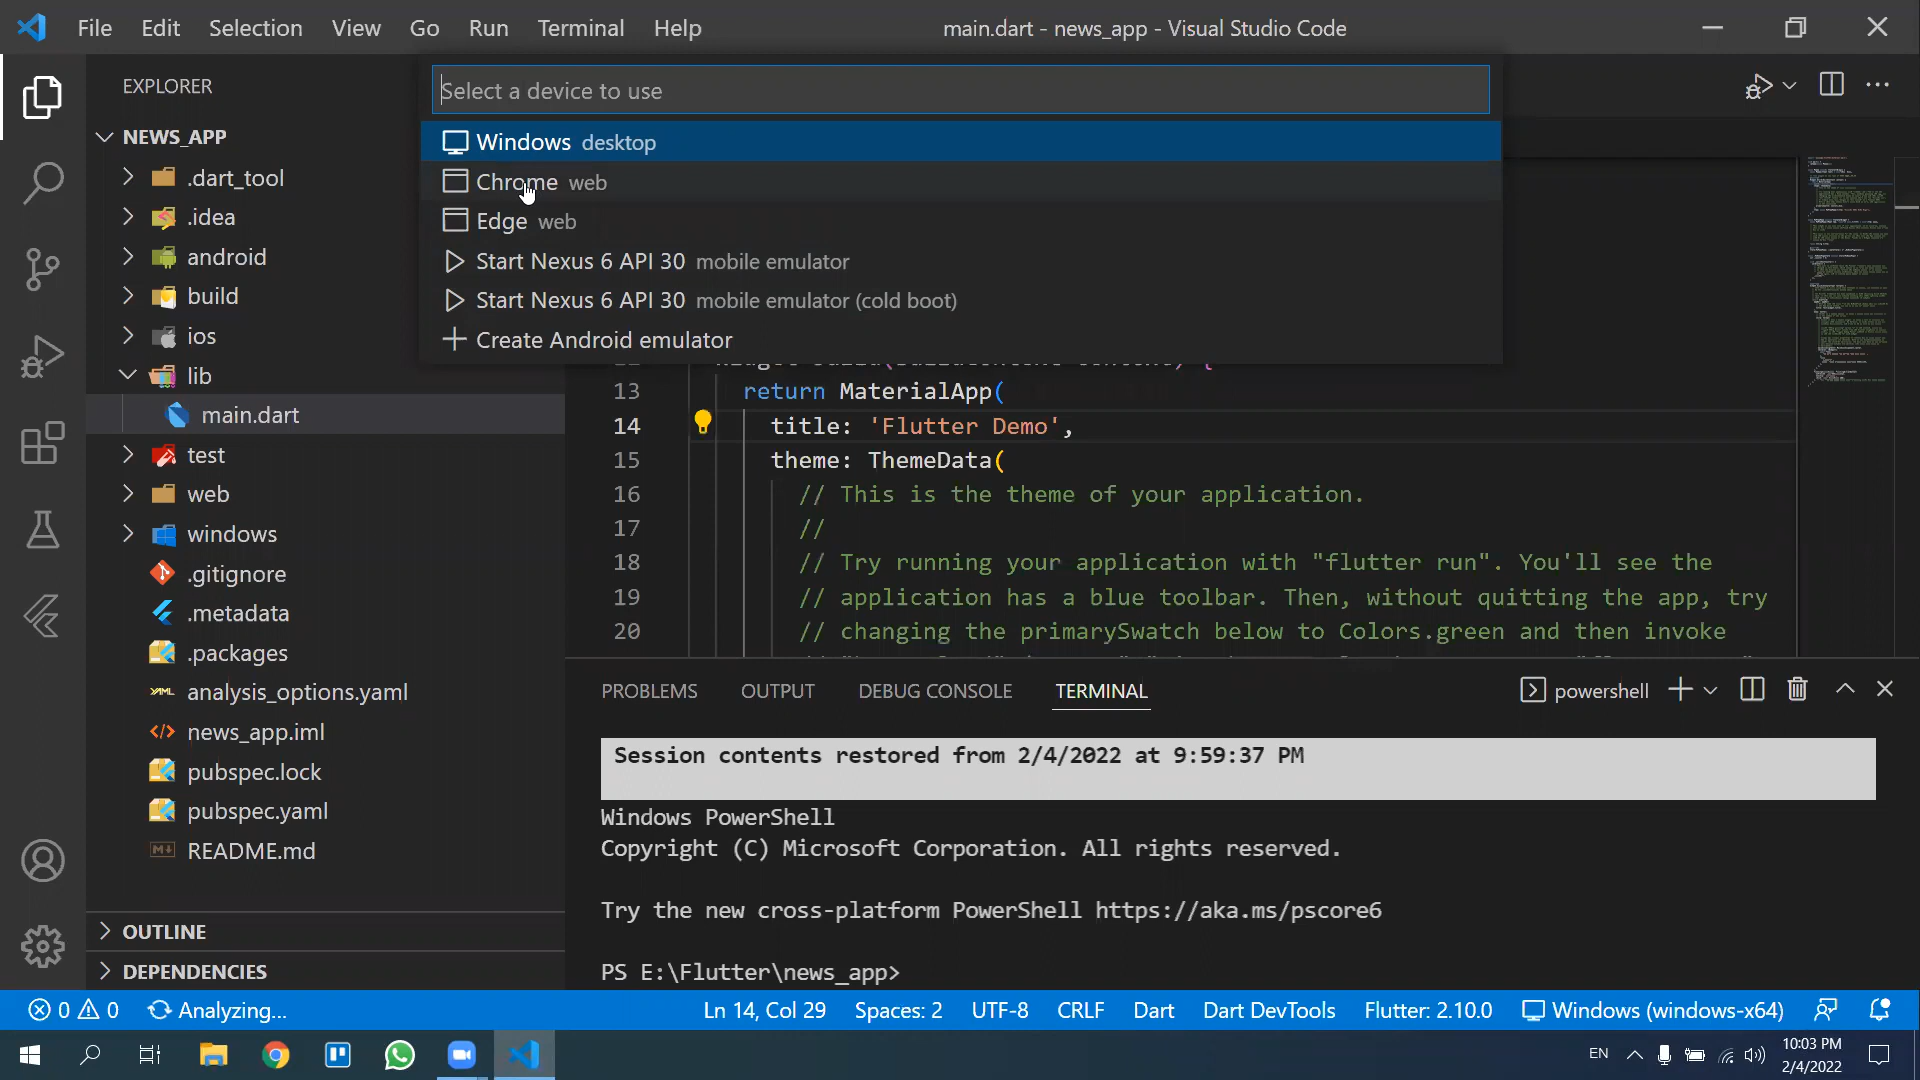 File Edit Selection View Go Run Terminal Help
main.dart - news_app - Visual Studio Code
EXPLORER
NEWS_APP
.dart_tool
.idea
android
build
ios
lib
main.dart
test
web
windows
.gitignore
.metadata
.packages
analysis_options.yaml
news_app.iml
pubspec.lock
pubspec.yaml
README.md
OUTLINE
DEPENDENCIES
Select a device to use
Windows desktop
Chrome web
Edge web
Start Nexus 6 API 30 mobile emulator
Start Nexus 6 API 30 mobile emulator (cold boot)
Create Android emulator
13 return MaterialApp(
14 title: 'Flutter Demo',
15 theme: ThemeData(
16 // This is the theme of your application.
17 //
18 // Try running your application with "flutter run". You'll see the
19 // application has a blue toolbar. Then, without quitting the app, try
20 // changing the primarySwatch below to Colors.green and then invoke
PROBLEMS OUTPUT DEBUG CONSOLE TERMINAL
powershell
Session contents restored from 2/4/2022 at 9:59:37 PM
Windows PowerShell
Copyright (C) Microsoft Corporation. All rights reserved.
Try the new cross-platform PowerShell https://aka.ms/pscore6
PS E:\Flutter\news_app>
0 0 Analyzing...
Ln 14, Col 29 Spaces: 2 UTF-8 CRLF Dart Dart DevTools Flutter: 2.10.0 Windows (windows-x64)
EN
10:03 PM
2/4/2022